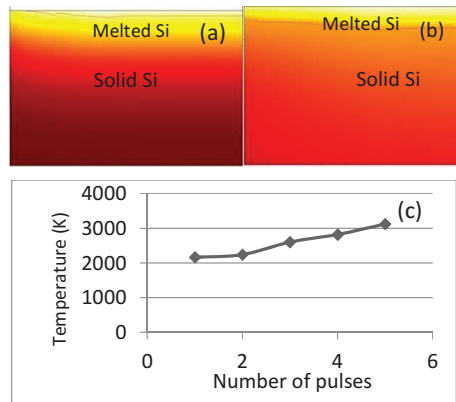 Melted Si (a)
Solid Si
Melted Si (b)
Solid Si
(c)
4000
3000
2000
1000
0
Temperature (K)
0 2 4 6
Number of pulses